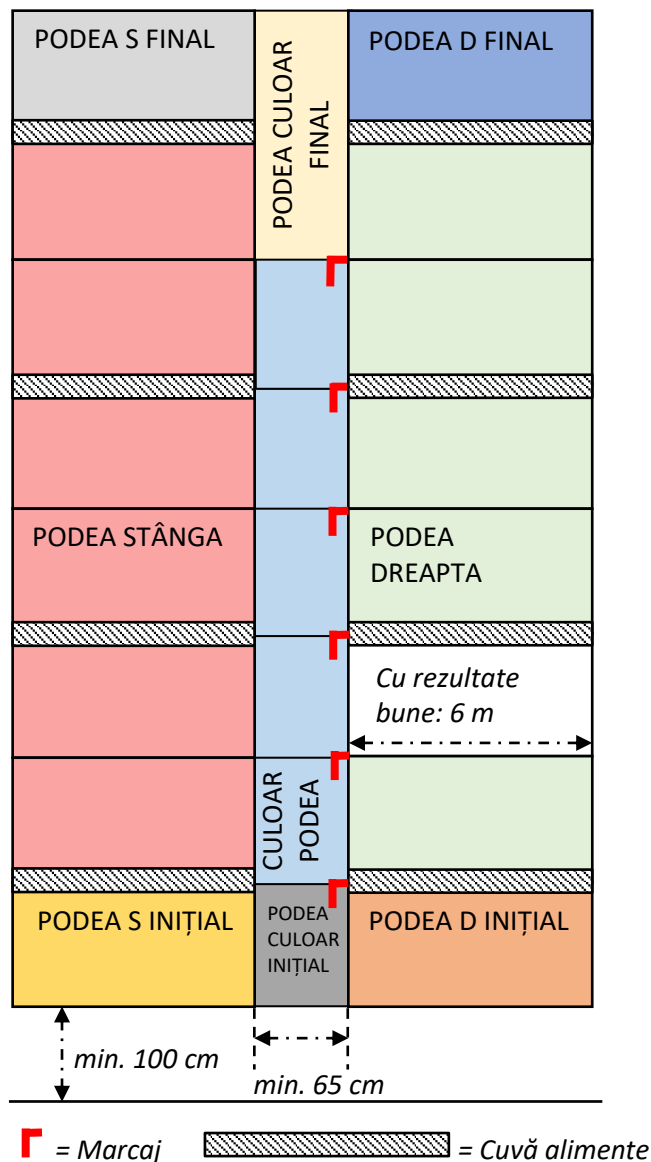 PODEA S FINAL
PODEA CULOAR
FINAL
PODEA D FINAL
PODEA STÂNGA
PODEA
DREAPTA
Cu rezultate
bune: 6 m
CULOAR
PODEA
PODEA S INIȚIAL
PODEA
CULOAR
INIȚIAL
PODEA D INIȚIAL
min. 100 cm
min. 65 cm
= Marcaj
= Cuvă alimente